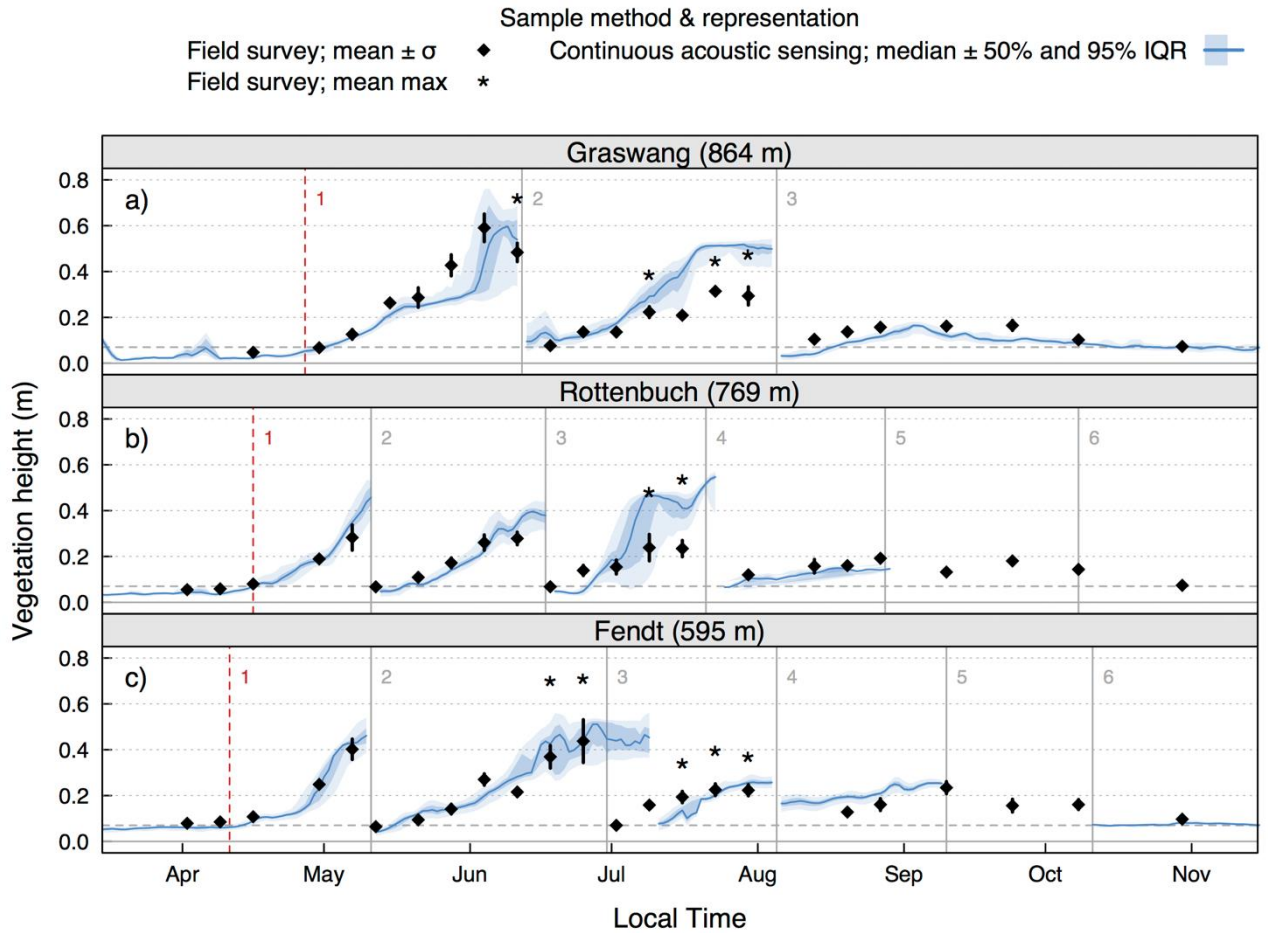 Sample method & representation
Field survey; mean ± σ ◆ Continuous acoustic sensing; median ± 50% and 95% IQR
Field survey; mean max *
Graswang (864 m)
a)
1
2
3
0.8
0.6
0.4
0.2
0.0
Rottenbuch (769 m)
b)
1
2
3
4
5
6
0.8
0.6
0.4
0.2
0.0
Fendt (595 m)
c)
1
2
3
4
5
6
0.8
0.6
0.4
0.2
0.0
Vegetation height (m)
Apr May Jun Jul Aug Sep Oct Nov
Local Time